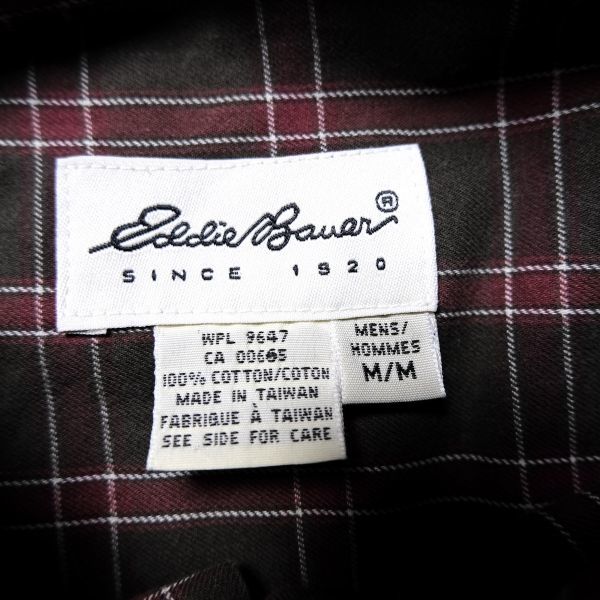 Eddie Bauer®
SINCE 1920
WPL 9647
CA 00665
100% COTTON/COTON
MADE IN TAIWAN
FABRIQUE À TAIWAN
SEE SIDE FOR CARE
MENS/
HOMMES
M/M